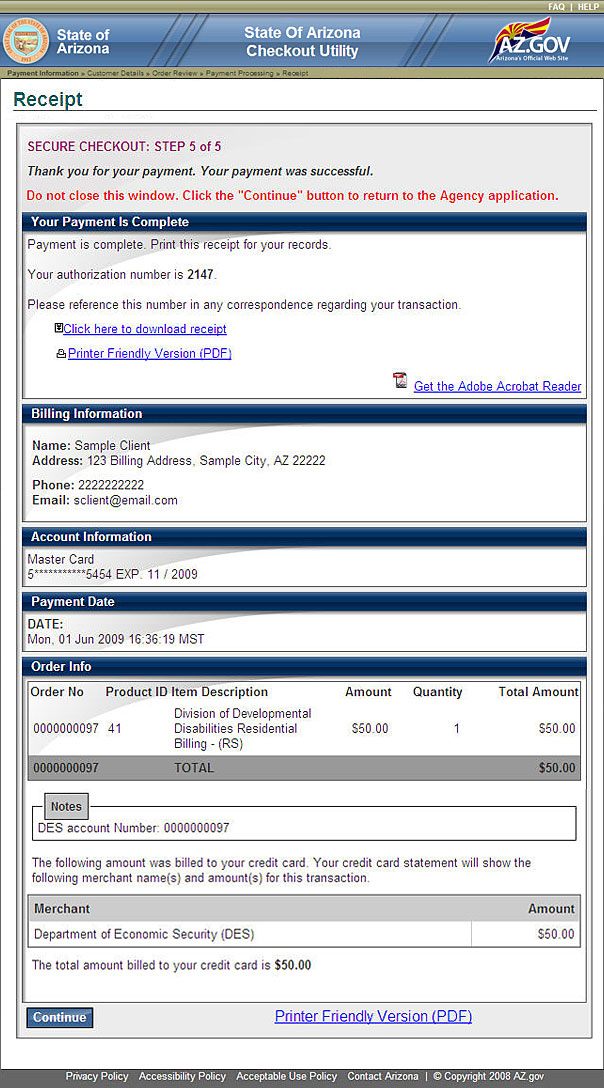 FAQ | HELP
State of
Arizona
State Of Arizona
Checkout Utility
AZ.GOV
Arizona's Official Web Site
Payment Information » Customer Details » Order Review » Payment Processing » Receipt
Receipt
SECURE CHECKOUT: STEP 5 of 5
Thank you for your payment. Your payment was successful.
Do not close this window. Click the "Continue" button to return to the Agency application.
Your Payment Is Complete
Payment is complete. Print this receipt for your records.
Your authorization number is 2147.
Please reference this number in any correspondence regarding your transaction.
Click here to download receipt
Printer Friendly Version (PDF)
Get the Adobe Acrobat Reader
Billing Information
Name: Sample Client
Address: 123 Billing Address, Sample City, AZ 22222
Phone: 2222222222
Email: sclient@email.com
Account Information
Master Card
5***********5454 EXP. 11 / 2009
Payment Date
DATE:
Mon, 01 Jun 2009 16:36:19 MST
Order Info
Order No Product ID Item Description Amount Quantity Total Amount
Division of Developmental
0000000097 41 Disabilities Residential $50.00 1 $50.00
Billing - (RS)
0000000097 TOTAL $50.00
Notes
DES account Number: 0000000097
The following amount was billed to your credit card. Your credit card statement will show the
following merchant name(s) and amount(s) for this transaction.
Merchant Amount
Department of Economic Security (DES) $50.00
The total amount billed to your credit card is $50.00
Continue Printer Friendly Version (PDF)
Privacy Policy Accessibility Policy Acceptable Use Policy Contact Arizona | © Copyright 2008 AZ.gov